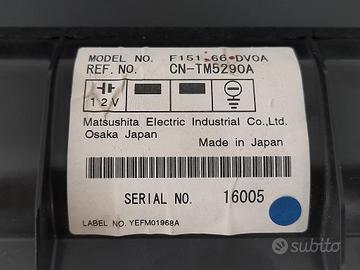 MODEL NO. F151 66 DV0A
REF. NO. CN-TM5290A
12V
Matsushita Electric Industrial Co.,Ltd.
Osaka Japan
Made in Japan
SERIAL NO. 16005
LABEL NO. YEFM01968A
subito